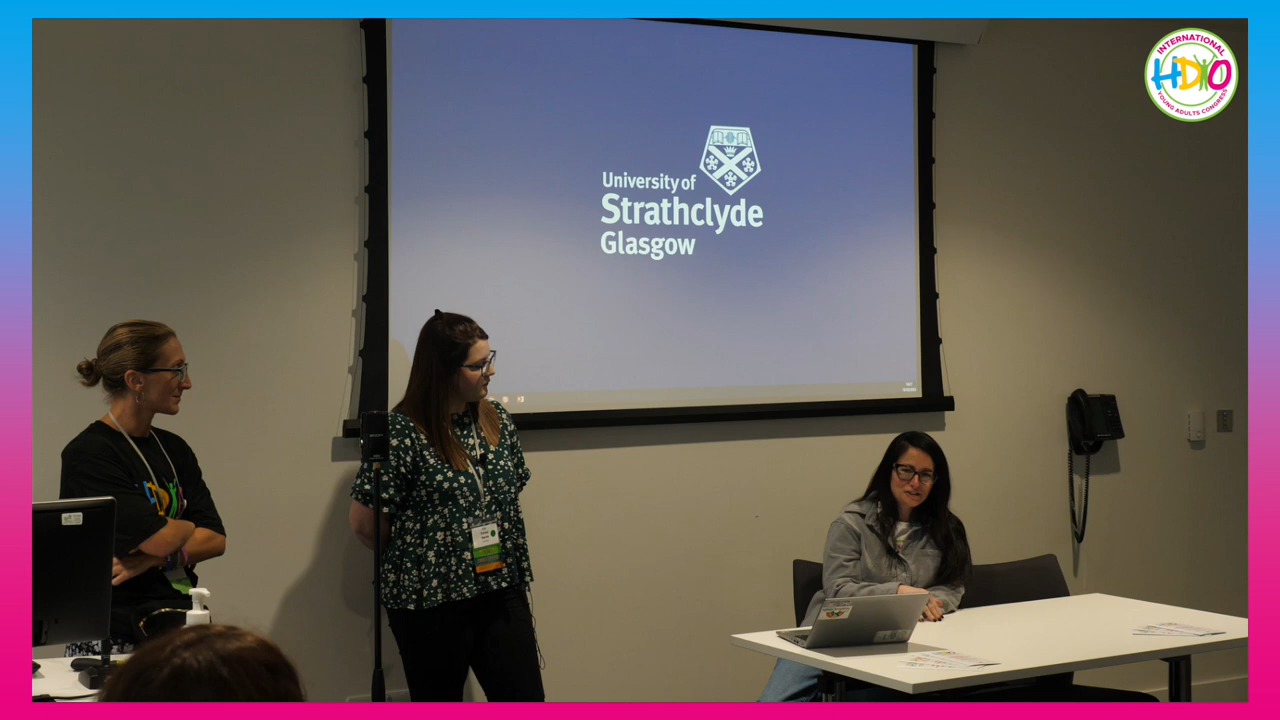 INTERNATIONAL
HDYO
YOUNG ADULTS CONGRESS
University of
Strathclyde
Glasgow